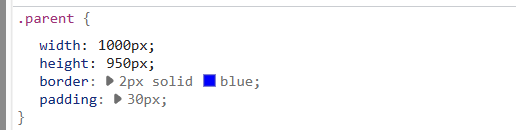 .parent {
width: 1000px;
height: 950px;
border: 2px solid blue;
padding: 30px;
}